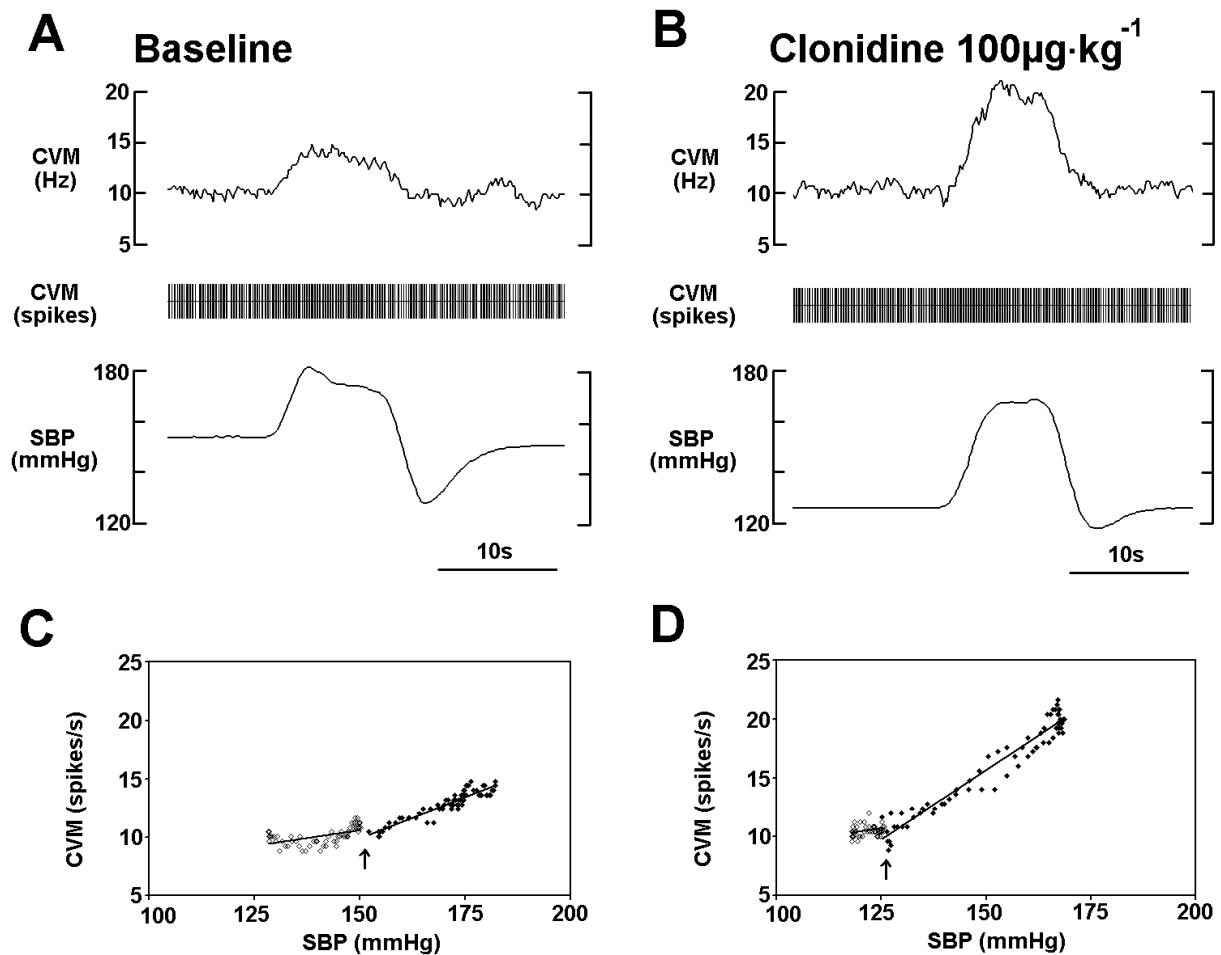 A
Baseline
20
15
10
5
CVM
(Hz)
CVM
(spikes)
180
120
SBP
(mmHg)
10s
B
Clonidine 100µg·kg-1
20
15
10
5
CVM
(Hz)
CVM
(spikes)
180
120
SBP
(mmHg)
10s
C
25
20
15
10
5
CVM (spikes/s)
100
125
150
175
200
SBP (mmHg)
D
25
20
15
10
5
CVM (spikes/s)
100
125
150
175
200
SBP (mmHg)